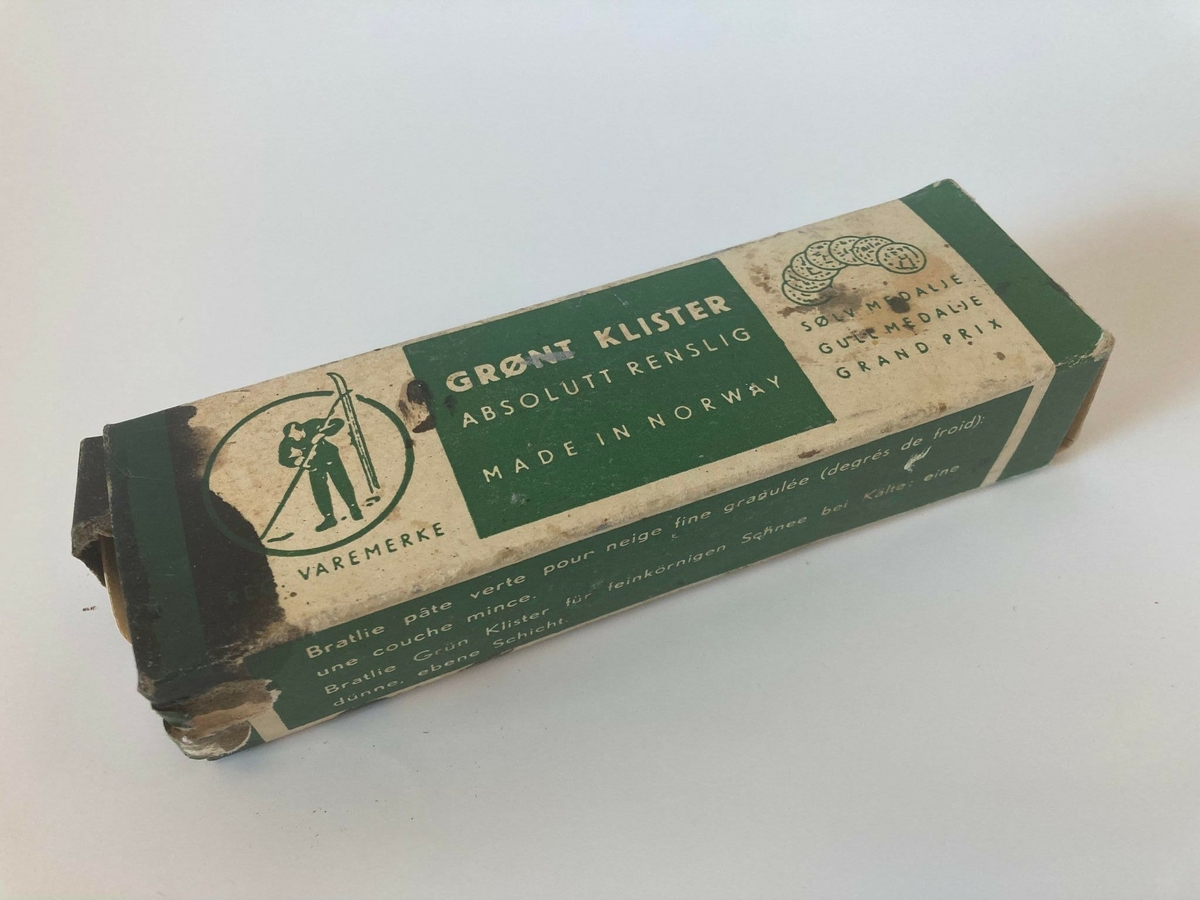 GRØNT KLISTER
ABSOLUTT RENSLIG
MADE IN NORWAY
VAREMERKE
SØLV MEDALJE
GULL MEDALJE
GRAND PRIX
Bratlie pâte verte pour neige fine granulée (degrés de froid):
une couche mince.
Bratlie Grün Klister für feinkörnigen Schnee bei Kälte: eine
dünne, ebene Schicht.